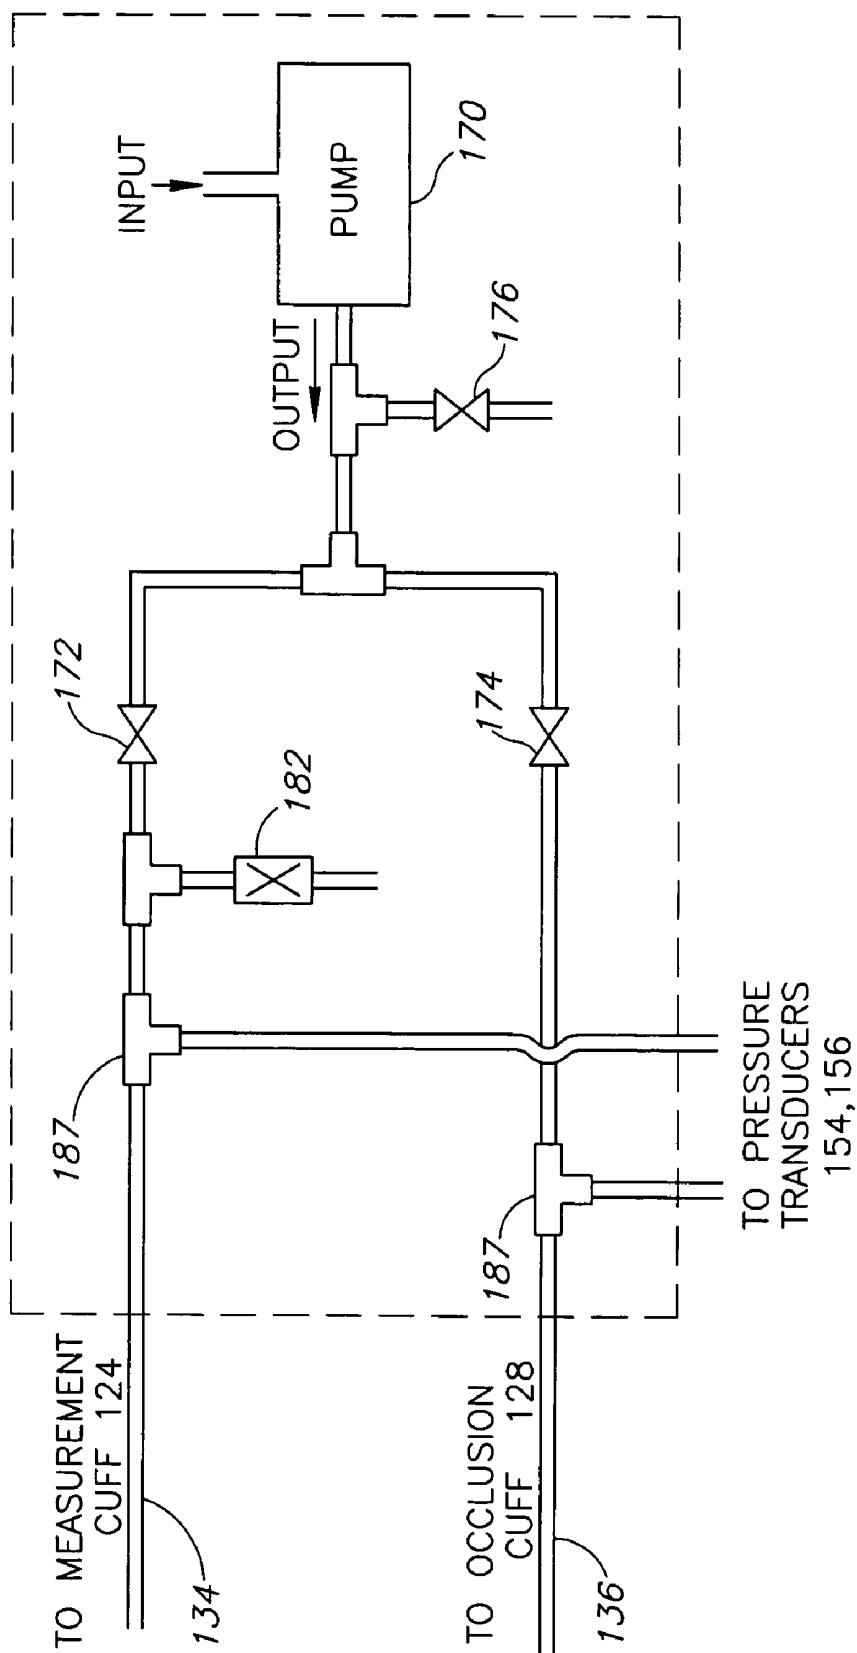 INPUT
PUMP
170
OUTPUT
176
172
174
182
187
187
TO MEASUREMENT
CUFF 124
134
TO OCCLUSION
CUFF 128
136
TO PRESSURE
TRANSDUCERS
154,156